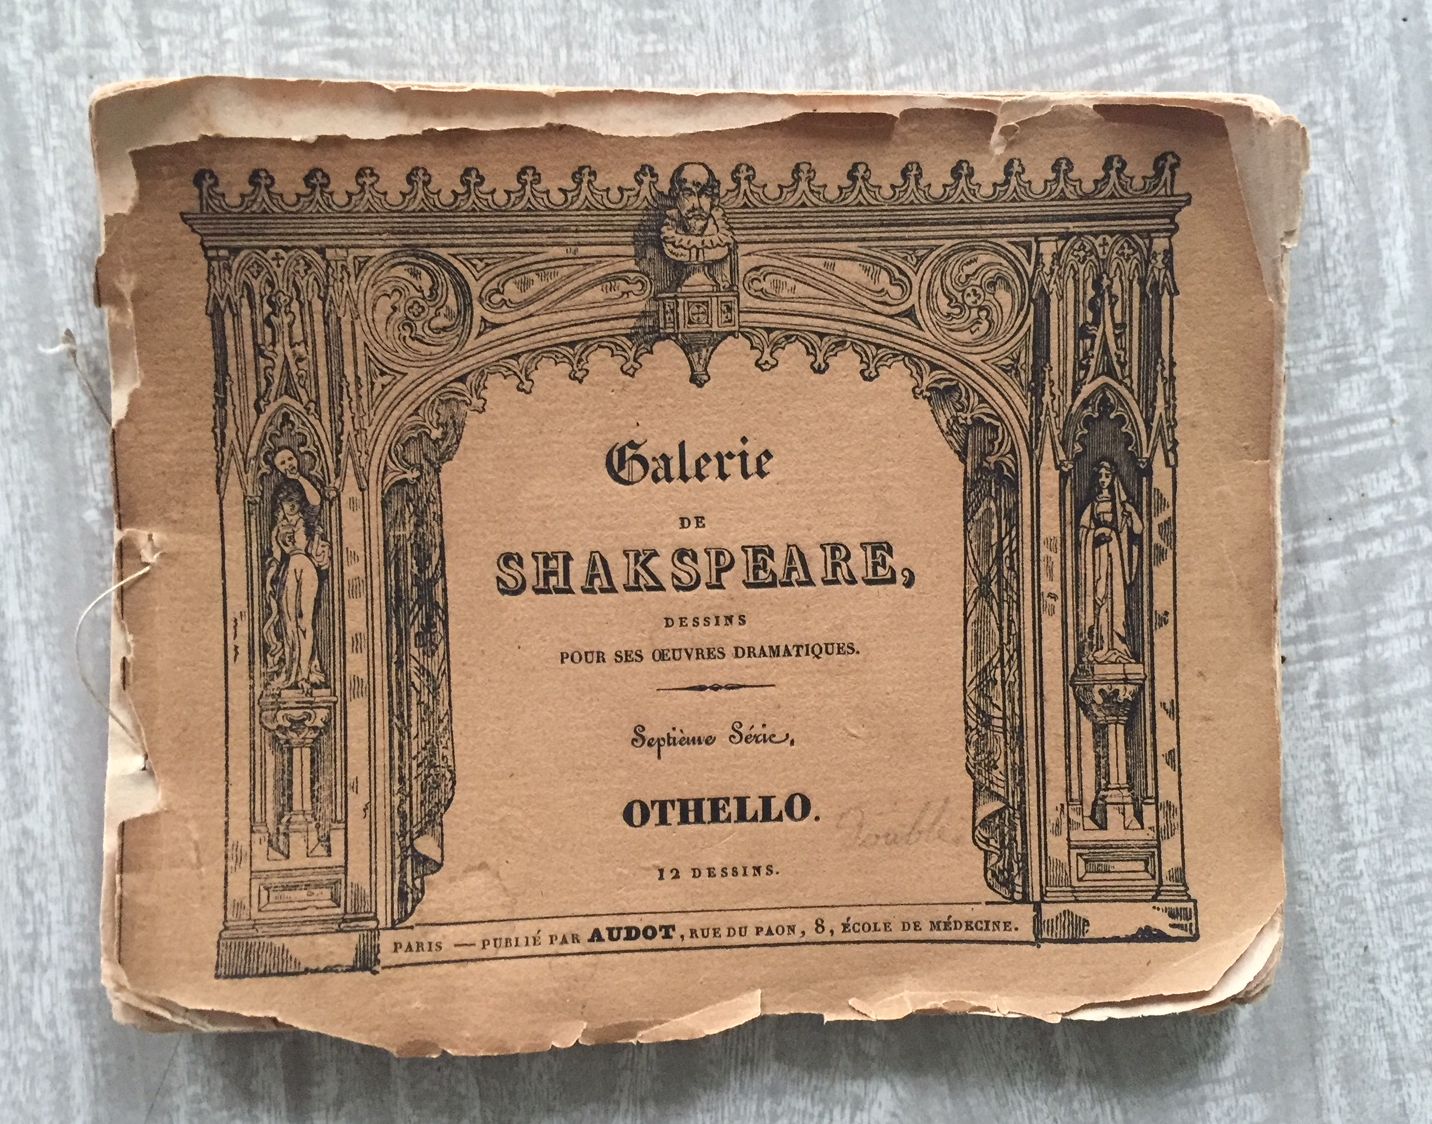 Galerie
DE
SHAKSPEARE,
DESSINS
POUR SES ŒUVRES DRAMATIQUES.
Septième Série,
OTHELLO.
Double.
12 DESSINS.
PARIS — PUBLIÉ PAR AUDOT, RUE DU PAON, 8, ÉCOLE DE MÉDECINE.